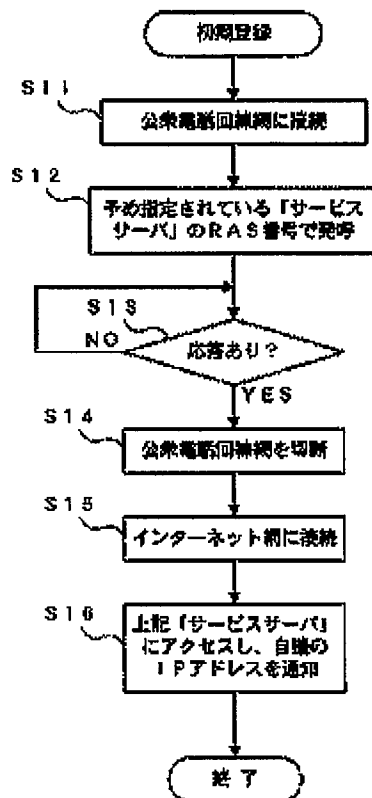 初期登録
S11
公衆電話回線網に接続
S12
予め指定されている「サービス
サーバ」のRAS番号で発呼
S13
NO
応答あり?
YES
S14
公衆電話回線網を切断
S15
インターネット網に接続
S16
上記「サービスサーバ」
にアクセスし、自機の
IPアドレスを通知
終了